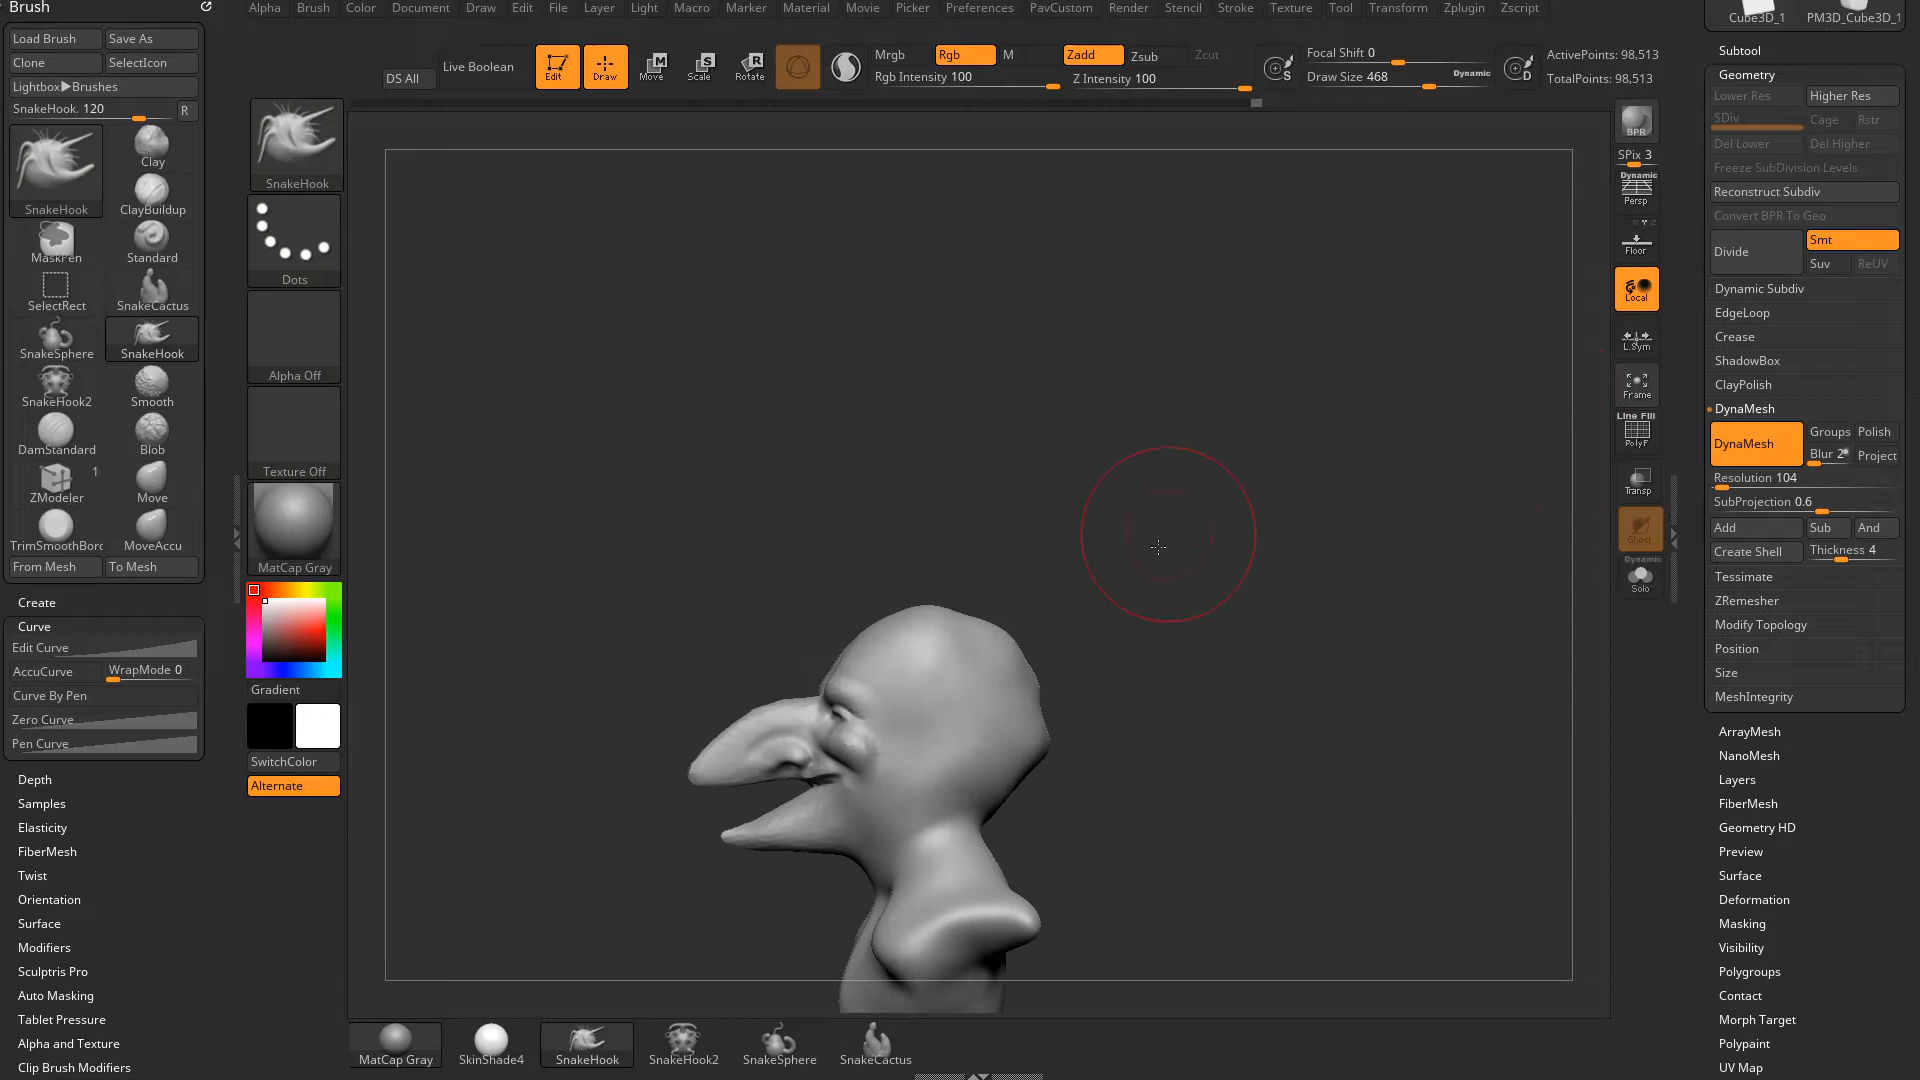 Brush
Load Brush
Save As
Clone
SelectIcon
Lightbox▶Brushes
SnakeHook. 120
R
SnakeHook
Clay
ClayBuildup
MaskPen
Standard
SelectRect
SnakeCactus
SnakeSphere
SnakeHook
SnakeHook2
Smooth
DamStandard
Blob
1
ZModeler
Move
TrimSmoothBorc
MoveAccu
From Mesh
To Mesh
Create
Curve
Edit Curve
AccuCurve
WrapMode 0
Curve By Pen
Zero Curve
Pen Curve
Depth
Samples
Elasticity
FiberMesh
Twist
Orientation
Surface
Modifiers
Sculptris Pro
Auto Masking
Tablet Pressure
Alpha and Texture
Clip Brush Modifiers
Alpha Brush Color Document Draw Edit File Layer Light Macro Marker Material Movie Picker Preferences PavCustom Render Stencil Stroke Texture Tool Transform Zplugin Zscript
DS All
Live Boolean
Edit
Draw
Move
Scale
Rotate
Mrgb
Rgb
M
Rgb Intensity 100
Zadd
Zsub
Zcut
Z Intensity 100
S
Focal Shift 0
Draw Size 468
Dynamic
D
ActivePoints: 98,513
TotalPoints: 98,513
SnakeHook
Dots
Alpha Off
Texture Off
MatCap Gray
Gradient
SwitchColor
Alternate
MatCap Gray
SkinShade4
SnakeHook
SnakeHook2
SnakeSphere
SnakeCactus
BPR
SPix 3
Dynamic
Persp
Floor
Local
L.Sym
Frame
Line Fill
PolyF
Transp
Ghost
Dynamic
Solo
Cube3D_1
PM3D_Cube3D_1
Subtool
Geometry
Lower Res
Higher Res
SDiv
Cage
Rstr
Del Lower
Del Higher
Freeze SubDivision Levels
Reconstruct Subdiv
Convert BPR To Geo
Divide
Smt
Suv
ReUV
Dynamic Subdiv
EdgeLoop
Crease
ShadowBox
ClayPolish
DynaMesh
DynaMesh
Groups
Polish
Blur 2
Project
Resolution 104
SubProjection 0.6
Add
Sub
And
Create Shell
Thickness 4
Tessimate
ZRemesher
Modify Topology
Position
Size
MeshIntegrity
ArrayMesh
NanoMesh
Layers
FiberMesh
Geometry HD
Preview
Surface
Deformation
Masking
Visibility
Polygroups
Contact
Morph Target
Polypaint
UV Map